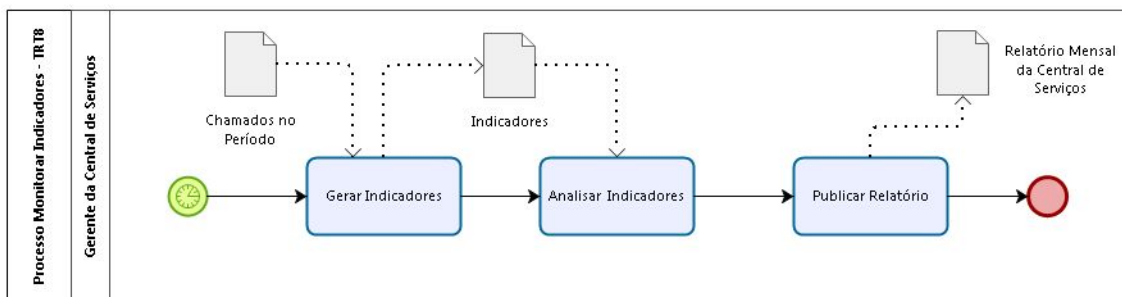 Processo Monitorar Indicadores - TRT8
Gerente da Central de Serviços
Chamados no
Período
Indicadores
Relatório Mensal
da Central de
Serviços
Gerar Indicadores
Analisar Indicadores
Publicar Relatório